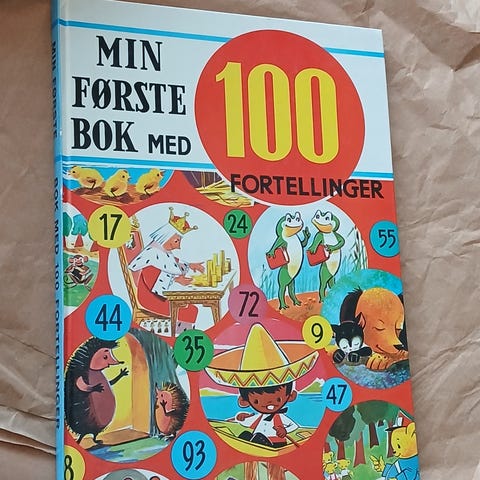 MIN
FØRSTE
BOK MED
100
FORTELLINGER
17
24
55
72
44
9
35
47
93
8
MIN FØRSTE BOK MED 100 FORTELLINGER